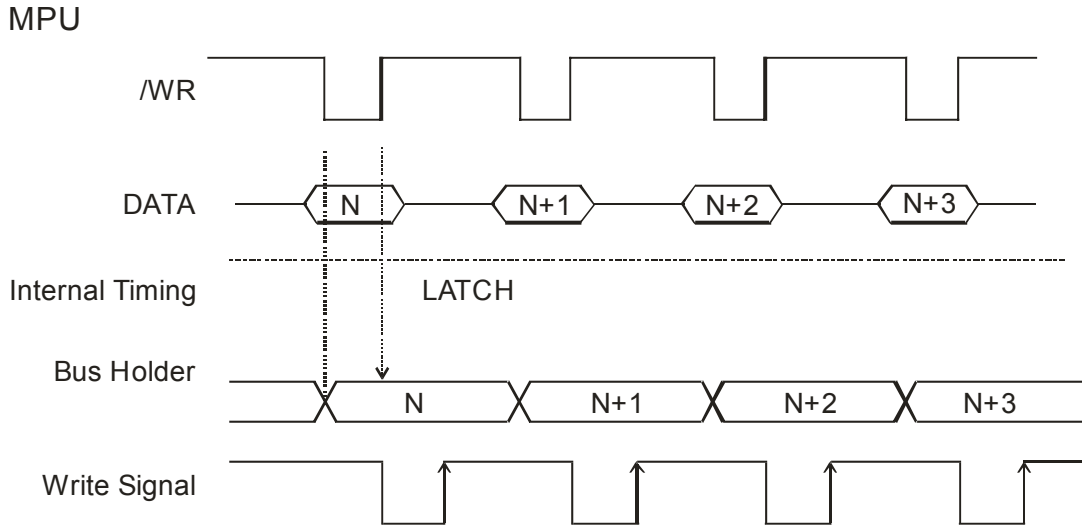 MPU
/WR
DATA N N+1 N+2 N+3
Internal Timing LATCH
Bus Holder N N+1 N+2 N+3
Write Signal